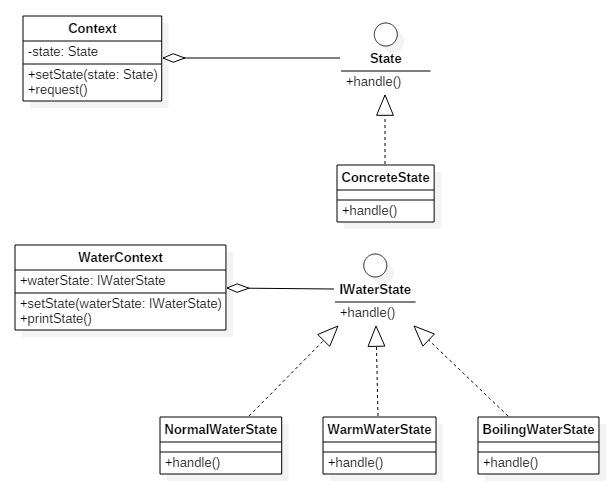 Context
-state: State
+setState(state: State)
+request()
State
+handle()
ConcreteState
+handle()
WaterContext
+waterState: IWaterState
+setState(waterState: IWaterState)
+printState()
IWaterState
+handle()
NormalWaterState
+handle()
WarmWaterState
+handle()
BoilingWaterState
+handle()